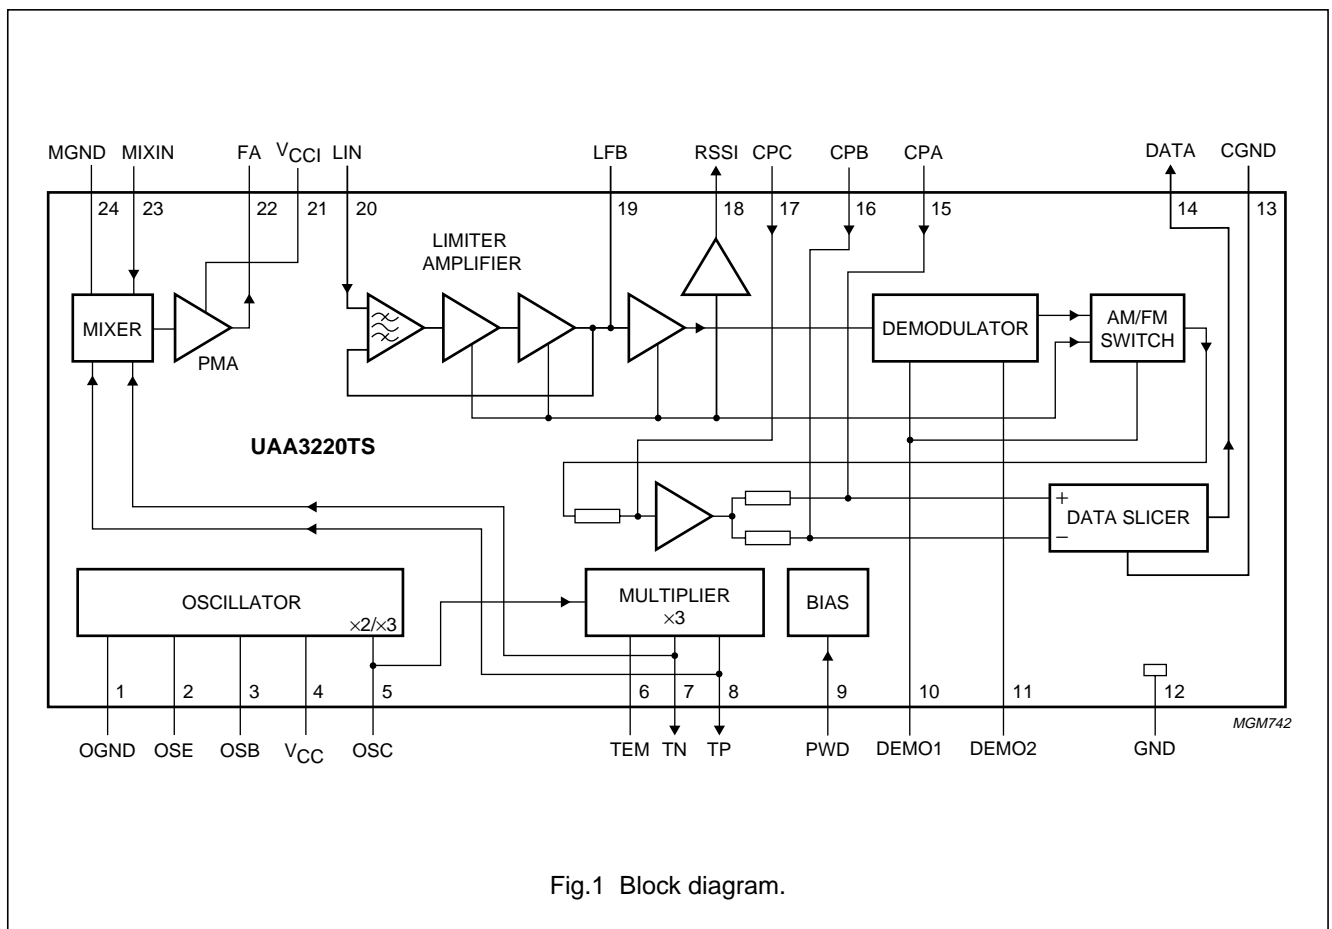 MGND MIXIN FA VCCI LIN LFB RSSI CPC CPB CPA DATA CGND
24 23 22 21 20 19 18 17 16 15 14 13
LIMITER
AMPLIFIER
MIXER
PMA
DEMODULATOR
AM/FM
SWITCH
UAA3220TS
+
−
DATA SLICER
OSCILLATOR
×2/×3
MULTIPLIER
×3
BIAS
1 2 3 4 5 6 7 8 9 10 11 12
MGM742
OGND OSE OSB VCC OSC TEM TN TP PWD DEMO1 DEMO2 GND
Fig.1 Block diagram.